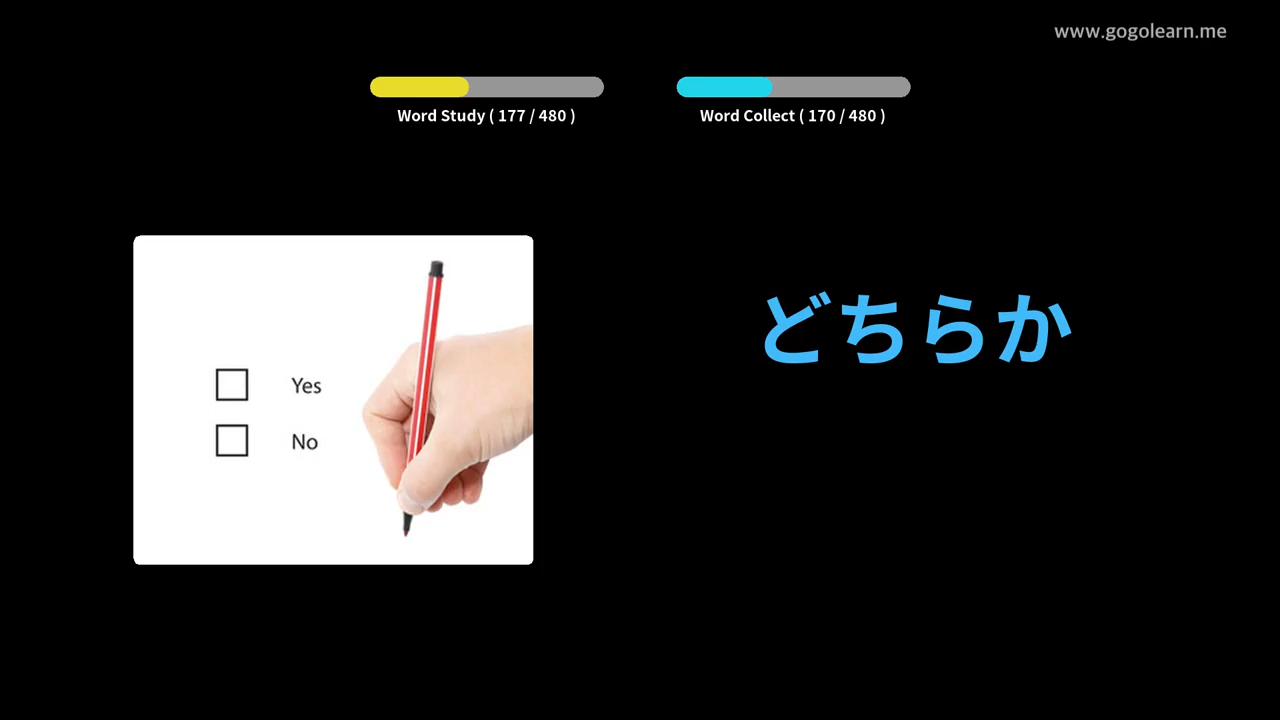 www.gogolearn.me
Word Study ( 177 / 480 )
Word Collect ( 170 / 480 )
Yes
No
どちらか